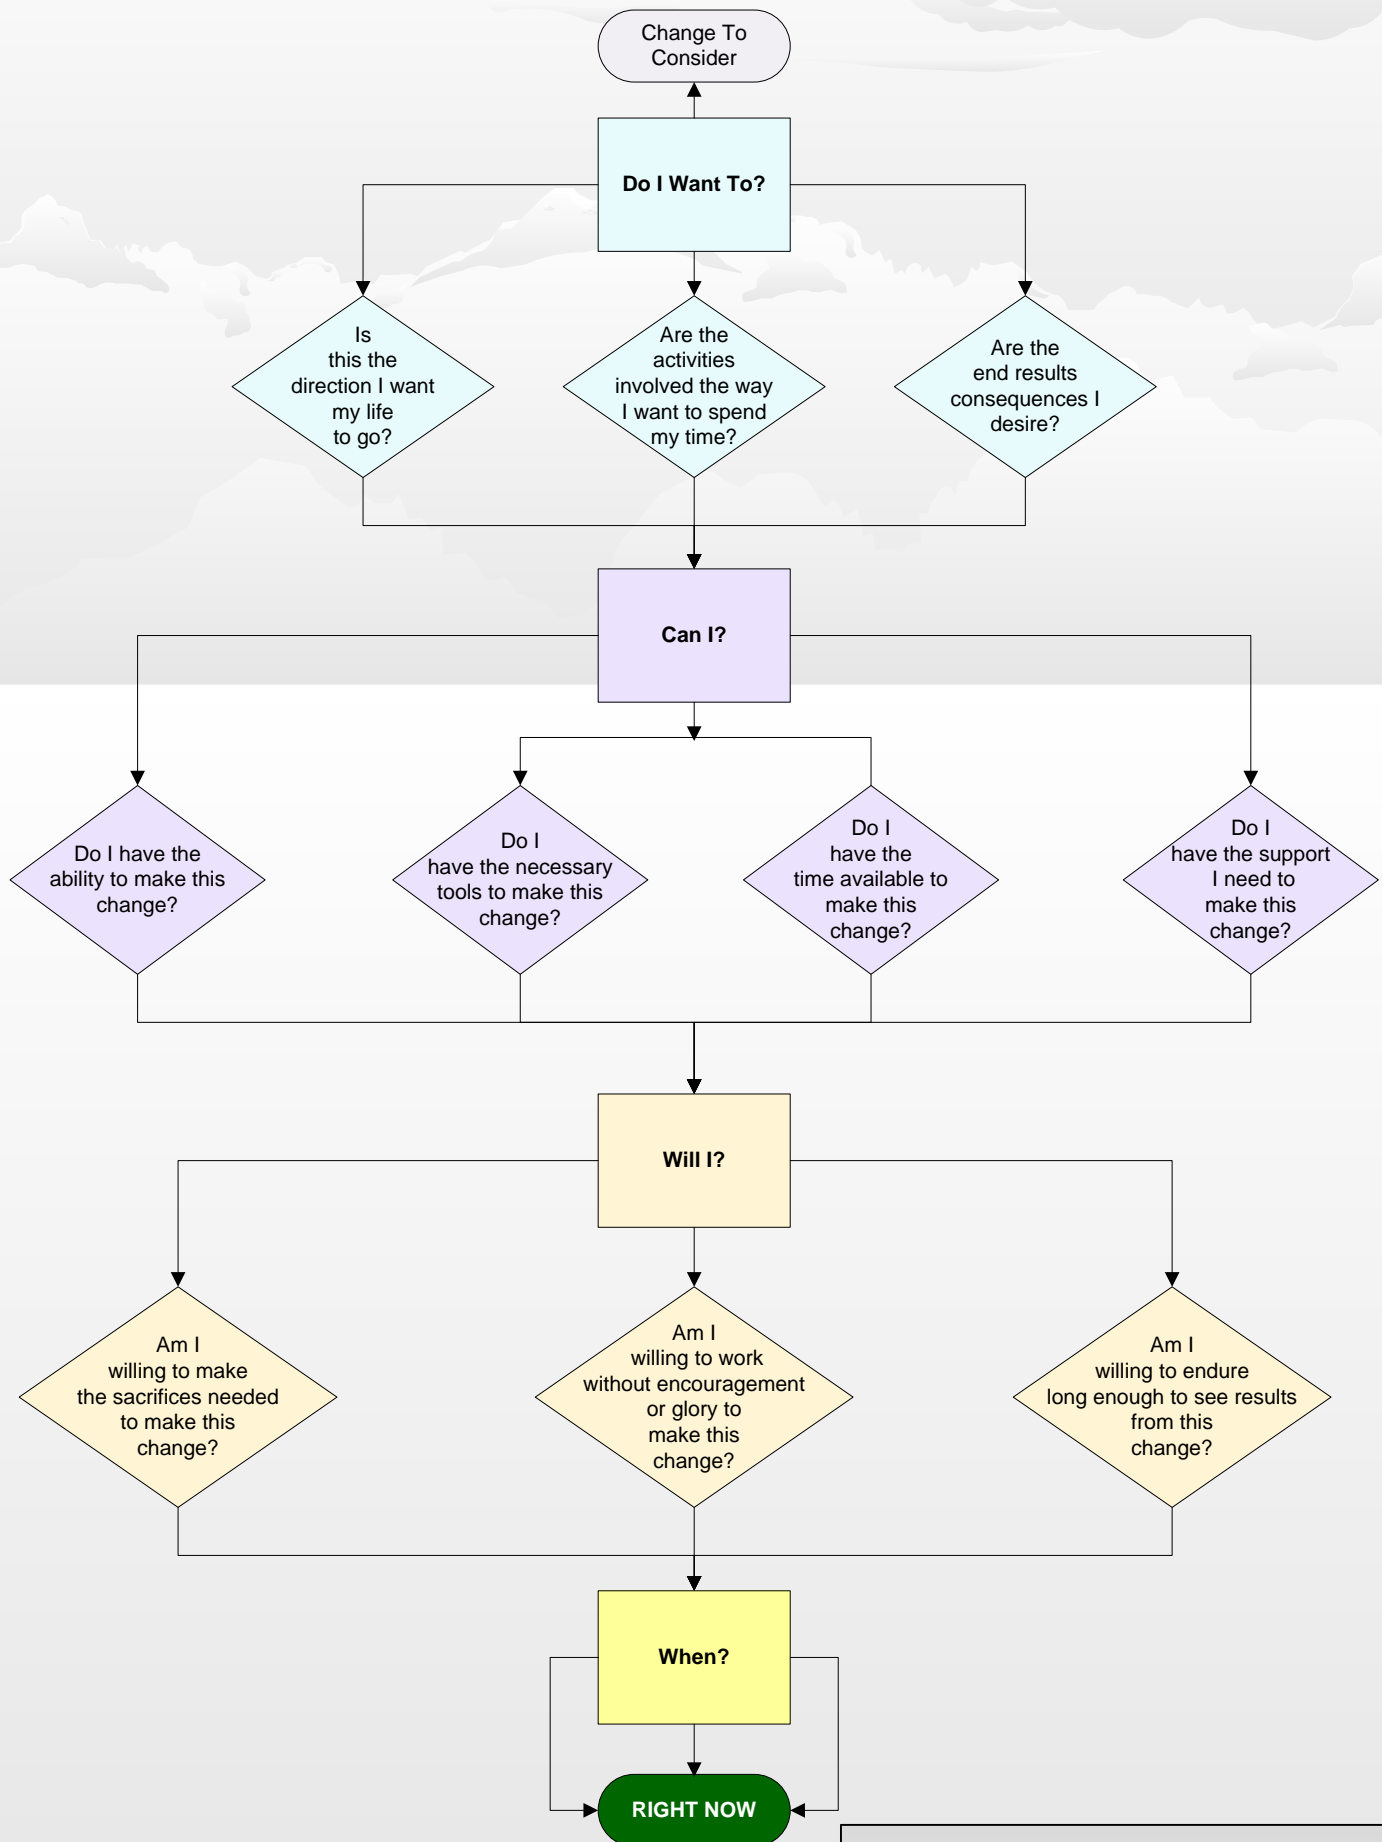 Change To
Consider
Do I Want To?
Is
this the
direction I want
my life
to go?
Are the
activities
involved the way
I want to spend
my time?
Are the
end results
consequences I
desire?
Can I?
Do I have the
ability to make this
change?
Do I
have the necessary
tools to make this
change?
Do I
have the
time available to
make this
change?
Do I
have the support
I need to
make this
change?
Will I?
Am I
willing to make
the sacrifices needed
to make this
change?
Am I
willing to work
without encouragement
or glory to
make this
change?
Am I
willing to endure
long enough to see results
from this
change?
When?
RIGHT NOW